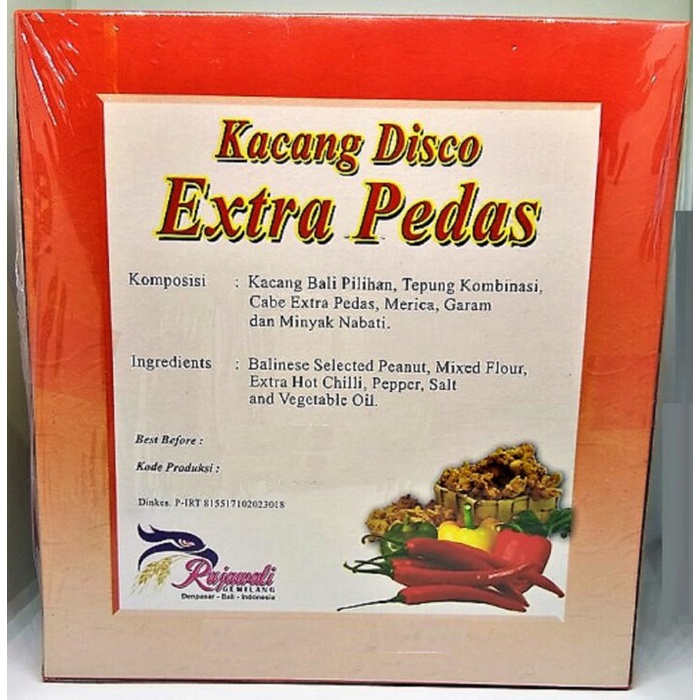 Kacang Disco
Extra Pedas
Komposisi : Kacang Bali Pilihan, Tepung Kombinasi,
Cabe Extra Pedas, Merica, Garam
dan Minyak Nabati.
Ingredients : Balinese Selected Peanut, Mixed Flour,
Extra Hot Chilli, Pepper, Salt
and Vegetable Oil.
Best Before :
Kode Produksi :
Dinkes. P-IRT 815517102023018
Rajawali
GEMILANG
Denpasar - Bali - Indonesia